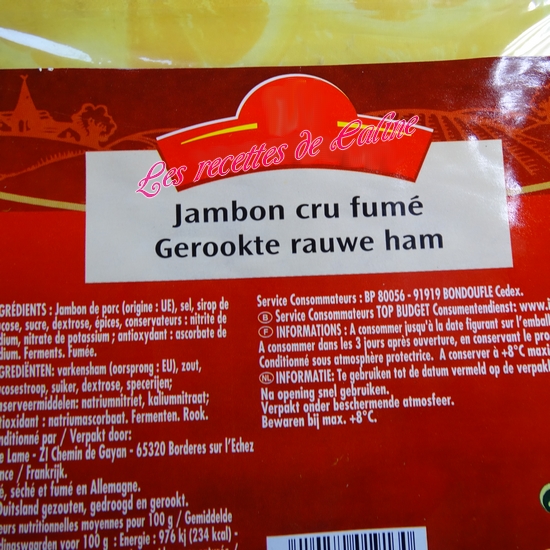 Les recettes de Laline
Jambon cru fumé
Gerookte rauwe ham
GRÉDIENTS : Jambon de porc (origine : UE), sel, sirop de
cose, sucre, dextrose, épices, conservateurs : nitrite de
dium, nitrate de potassium ; antioxydant : ascorbate de
dium. Ferments. Fumée.
GREDIËNTEN: varkensham (oorsprong : EU), zout,
cosestroop, suiker, dextrose, specerijen;
nserveermiddelen: natriumnitriet, kaliumnitraat;
tioxidant : natriumascorbaat. Fermenten. Rook.
nditionné par / Verpakt door:
e Lame - ZI Chemin de Gayan - 65320 Borderes sur l'Echez
nce / Frankrijk.
é, séché et fumé en Allemagne.
Duitsland gezouten, gedroogd en gerookt.
eurs nutritionnelles moyennes pour 100 g / Gemiddelde
dingswaarden voor 100 g : Energie : 976 kj (234 kcal) -
Service Consommateurs : BP 80056 - 91919 BONDOUFLE Cedex.
B Service Consommateurs TOP BUDGET Consumentendienst: www.i
F INFORMATIONS : A consommer jusqu'à la date figurant sur l'emball
A consommer dans les 3 jours après ouverture, en conservant le pro
Conditionné sous atmosphère protectrice. A conserver à +8°C maxi
NL INFORMATIE: Te gebruiken tot de datum vermeld op de verpak
Na opening snel gebruiken.
Verpakt onder beschermende atmosfeer.
Bewaren bij max. +8°C.